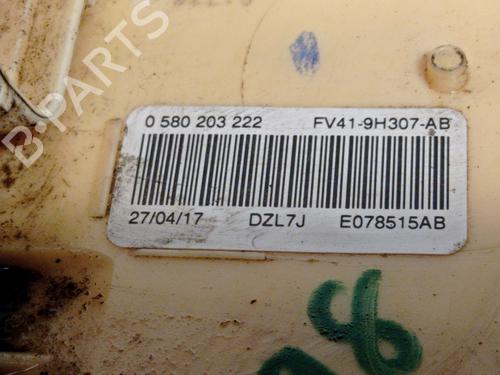 B-PARTS
0 580 203 222 FV41-9H307-AB
27/04/17 DZL7J E078515AB